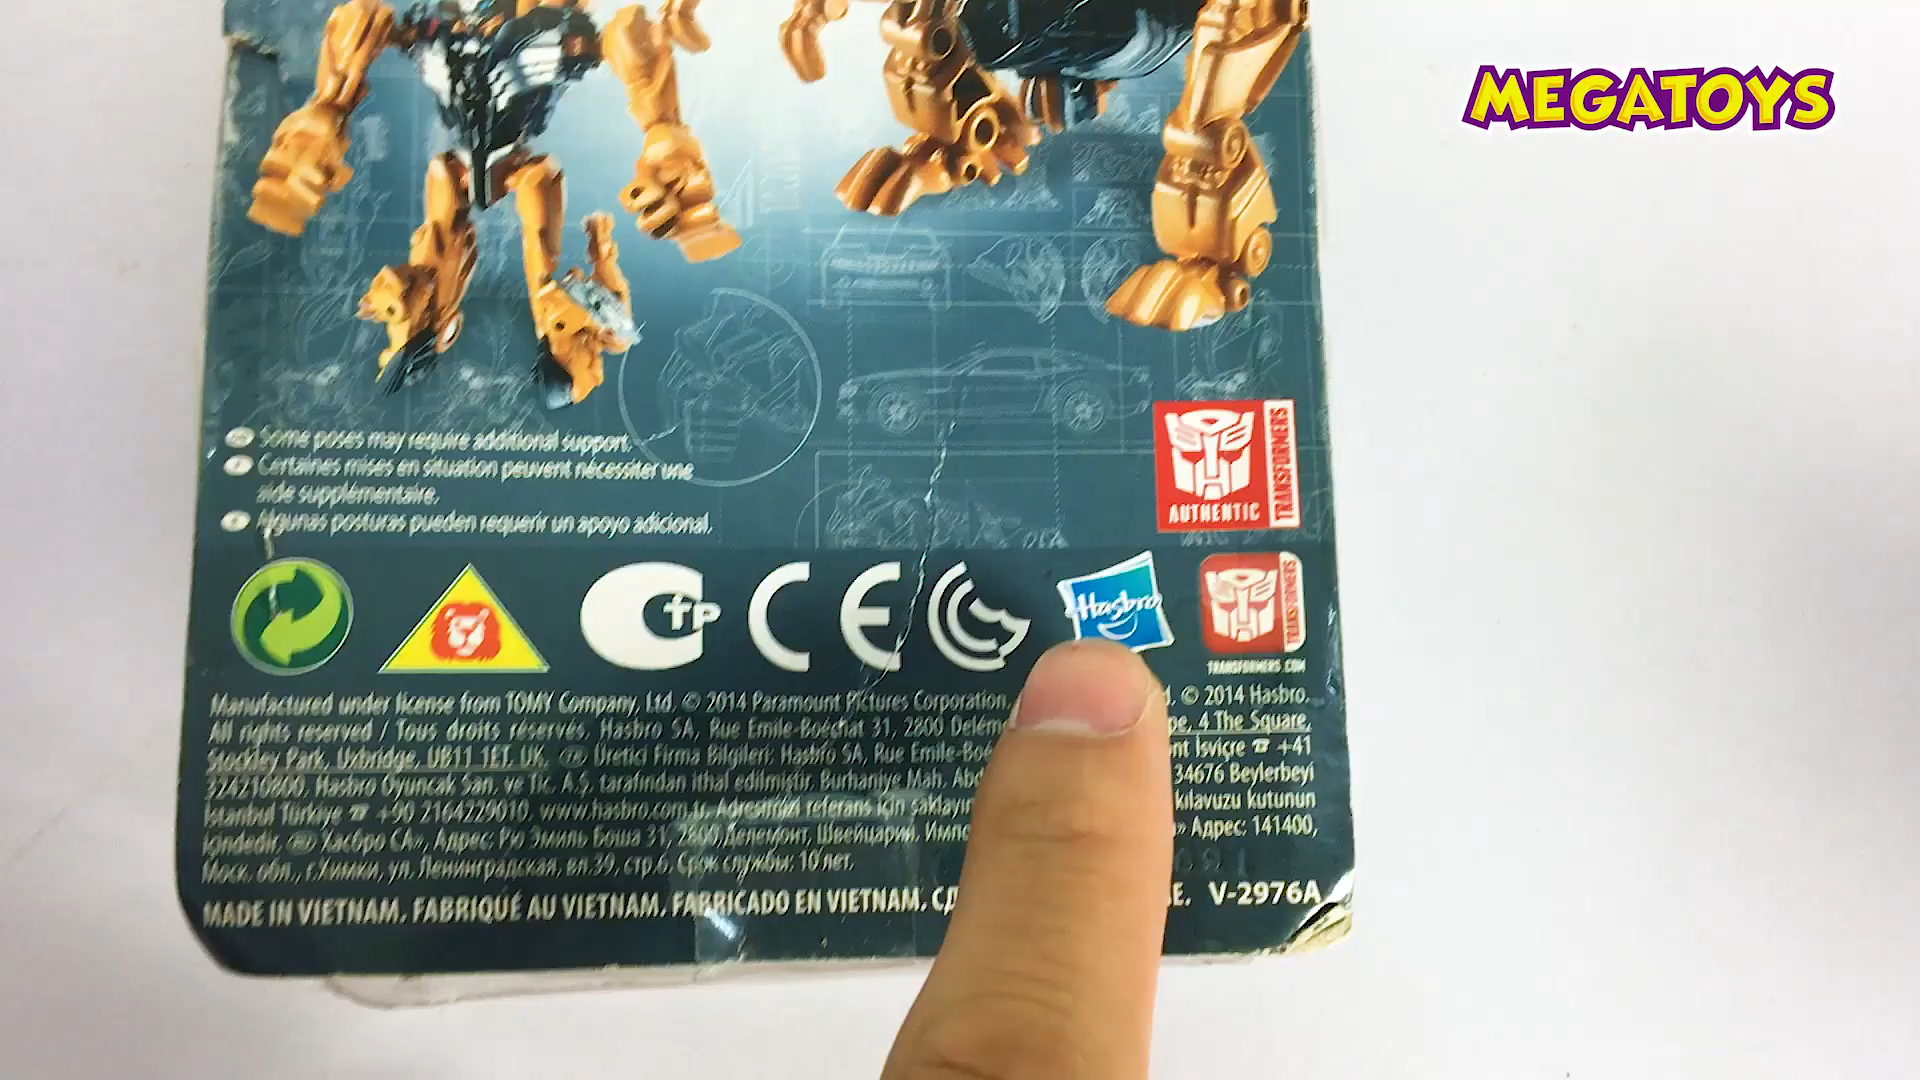 MEGATOYS
Some poses may require additional support.
Certaines mises en situation peuvent nécessiter une
aide supplémentaire.
Algunas posturas pueden requerir un apoyo adicional.
AUTHENTIC
TRANSFORMERS
TP
CE
Hasbro
TRANSFORMERS
TRANSFORMERS.COM
Manufactured under license from TOMY Company, Ltd. © 2014 Paramount Pictures Corporation. © 2014 Hasbro.
All rights reserved / Tous droits réservés. Hasbro SA, Rue Emile-Boéchat 31, 2800 4 The Square,
Stockley Park, Uxbridge, UB11 1ET. UK. Üretici Firma Bilgileri: Hasbro SA, Rue İsviçre ☎ +41
324210800. Hasbro Oyuncak San. ve Tic. A.Ş. tarafından ithal edilmiştir. Burhaniye Mah. 34676 Beylerbeyi
İstanbul Türkiye ☎ +90 2164229010. www.hasbro.com.tr. Adresimizi referans için kılavuzu kutunun
içindedir. Хасбро СА», Адрес: Рю Эмиль Боша 31, 2800 Делемонт, Швейцария. Адрес: 141400,
Моск. обл., г.Химки, ул. Ленинградская, вл.39, стр.6. Срок службы: 10 лет.
MADE IN VIETNAM. FABRIQUÉ AU VIETNAM. FABRICADO EN VIETNAM. V-2976A